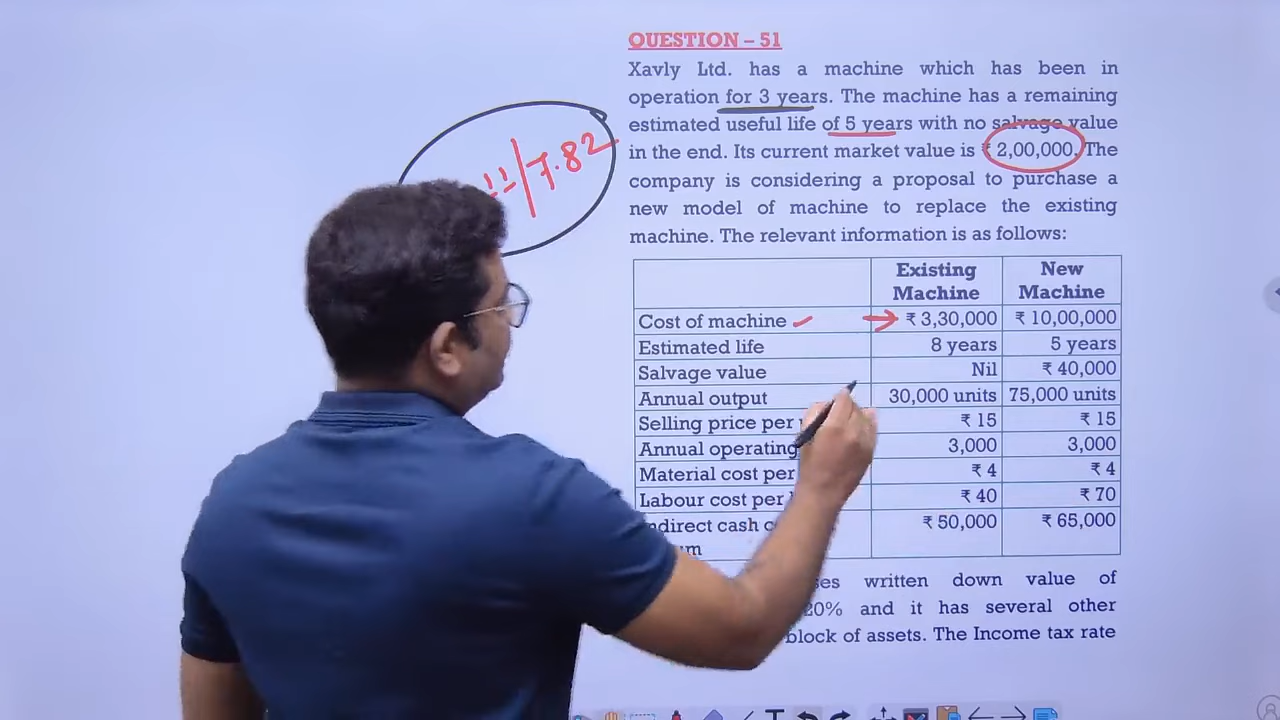 QUESTION – 51
Xavly Ltd. has a machine which has been in
operation for 3 years. The machine has a remaining
estimated useful life of 5 years with no salvage value
in the end. Its current market value is ₹ 2,00,000. The
company is considering a proposal to purchase a
new model of machine to replace the existing
machine. The relevant information is as follows:
11/7.82
Existing Machine New Machine
Cost of machine ₹ 3,30,000 ₹ 10,00,000
Estimated life 8 years 5 years
Salvage value Nil ₹ 40,000
Annual output 30,000 units 75,000 units
Selling price per ₹ 15 ₹ 15
Annual operating 3,000 3,000
Material cost per ₹ 4 ₹ 4
Labour cost per ₹ 40 ₹ 70
ndirect cash ₹ 50,000 ₹ 65,000
written down value of
20% and it has several other
block of assets. The Income tax rate